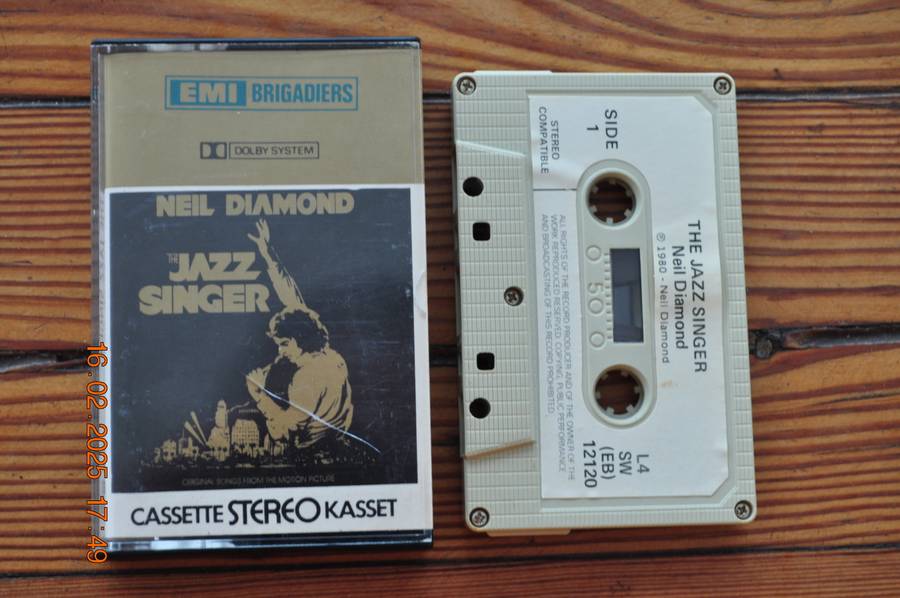 EMI BRIGADIERS
DOLBY SYSTEM
NEIL DIAMOND
THE
JAZZ
SINGER
ORIGINAL SONGS FROM THE MOTION PICTURE
CASSETTE STEREO KASSET
THE JAZZ SINGER
Neil Diamond
℗ 1980 - Neil Diamond
SIDE
1
STEREO
COMPATIBLE
0 50 0
L4
SW
(EB)
12120
ALL RIGHTS OF THE RECORD PRODUCER AND OF THE OWNER OF THE
WORK REPRODUCED RESERVED. COPYING, PUBLIC PERFORMANCE
AND BROADCASTING OF THIS RECORD PROHIBITED.
16.02.2025 17:49